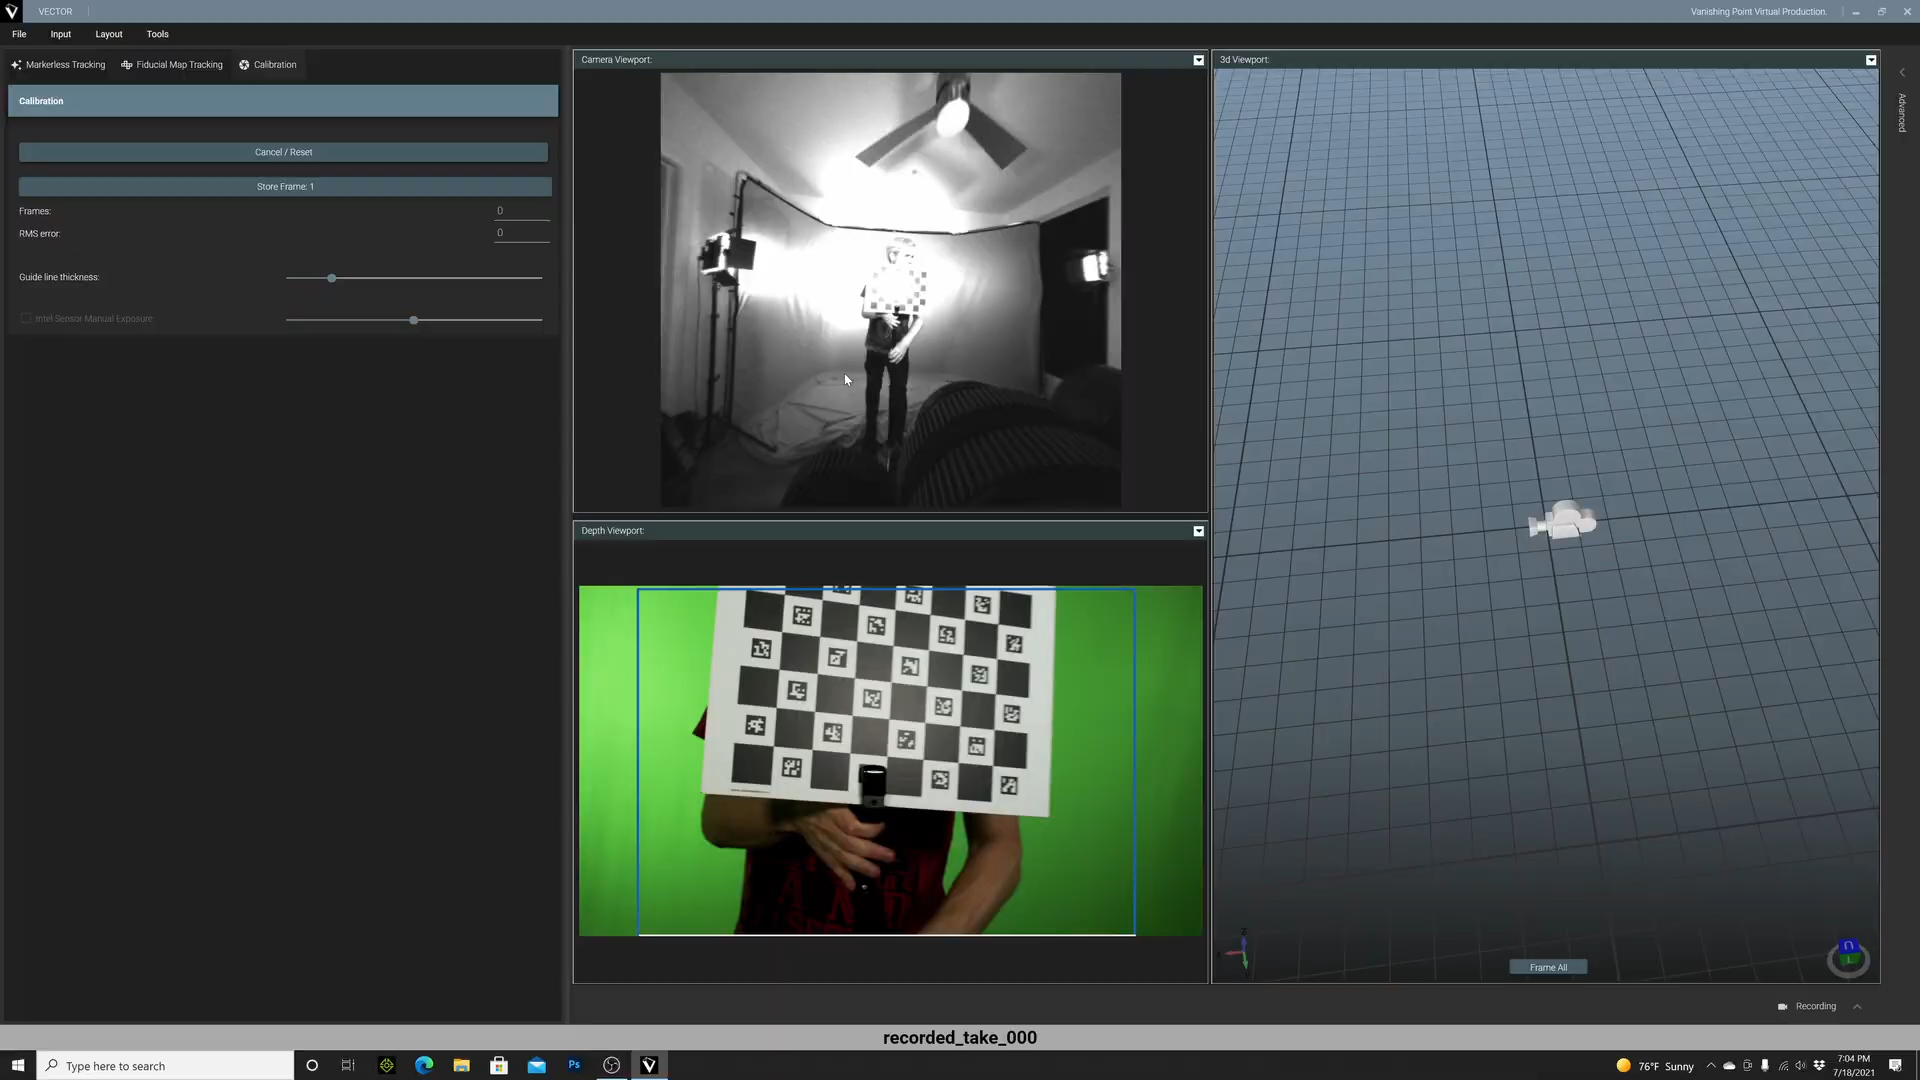 VECTOR
Vanishing Point Virtual Production.
File
Input
Layout
Tools
Markerless Tracking
Fiducial Map Tracking
Calibration
Calibration
Cancel / Reset
Store Frame: 1
Frames:
0
RMS error:
0
Guide line thickness:
Intel Sensor Manual Exposure
Camera Viewport:
Depth Viewport:
3d Viewport:
Advanced
Frame All
Recording
recorded_take_000
Type here to search
Ps
76°F Sunny
7:04 PM
7/18/2021